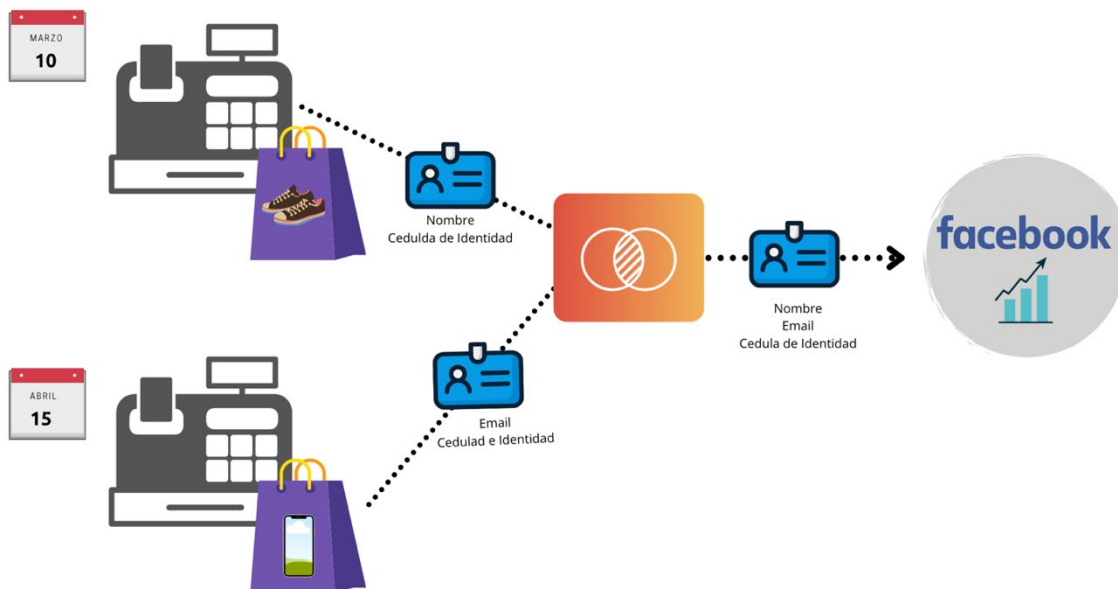 MARZO
10
Nombre
Cedulda de Identidad
facebook
Nombre
Email
Cedula de Identidad
ABRIL
15
Email
Cedulad e Identidad